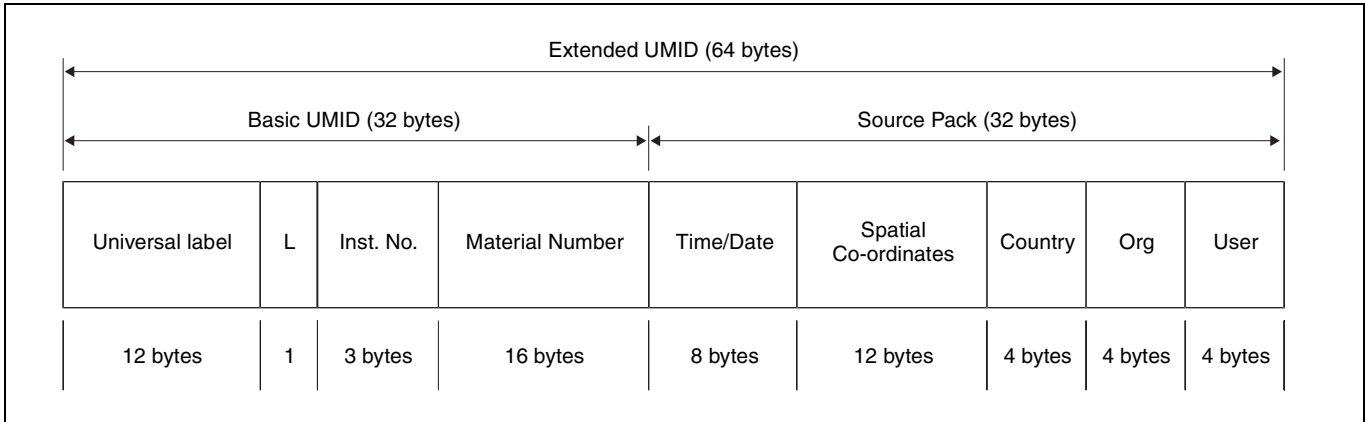 Extended UMID (64 bytes)
Basic UMID (32 bytes) Source Pack (32 bytes)
Universal label L Inst. No. Material Number Time/Date Spatial Co-ordinates Country Org User
12 bytes 1 3 bytes 16 bytes 8 bytes 12 bytes 4 bytes 4 bytes 4 bytes